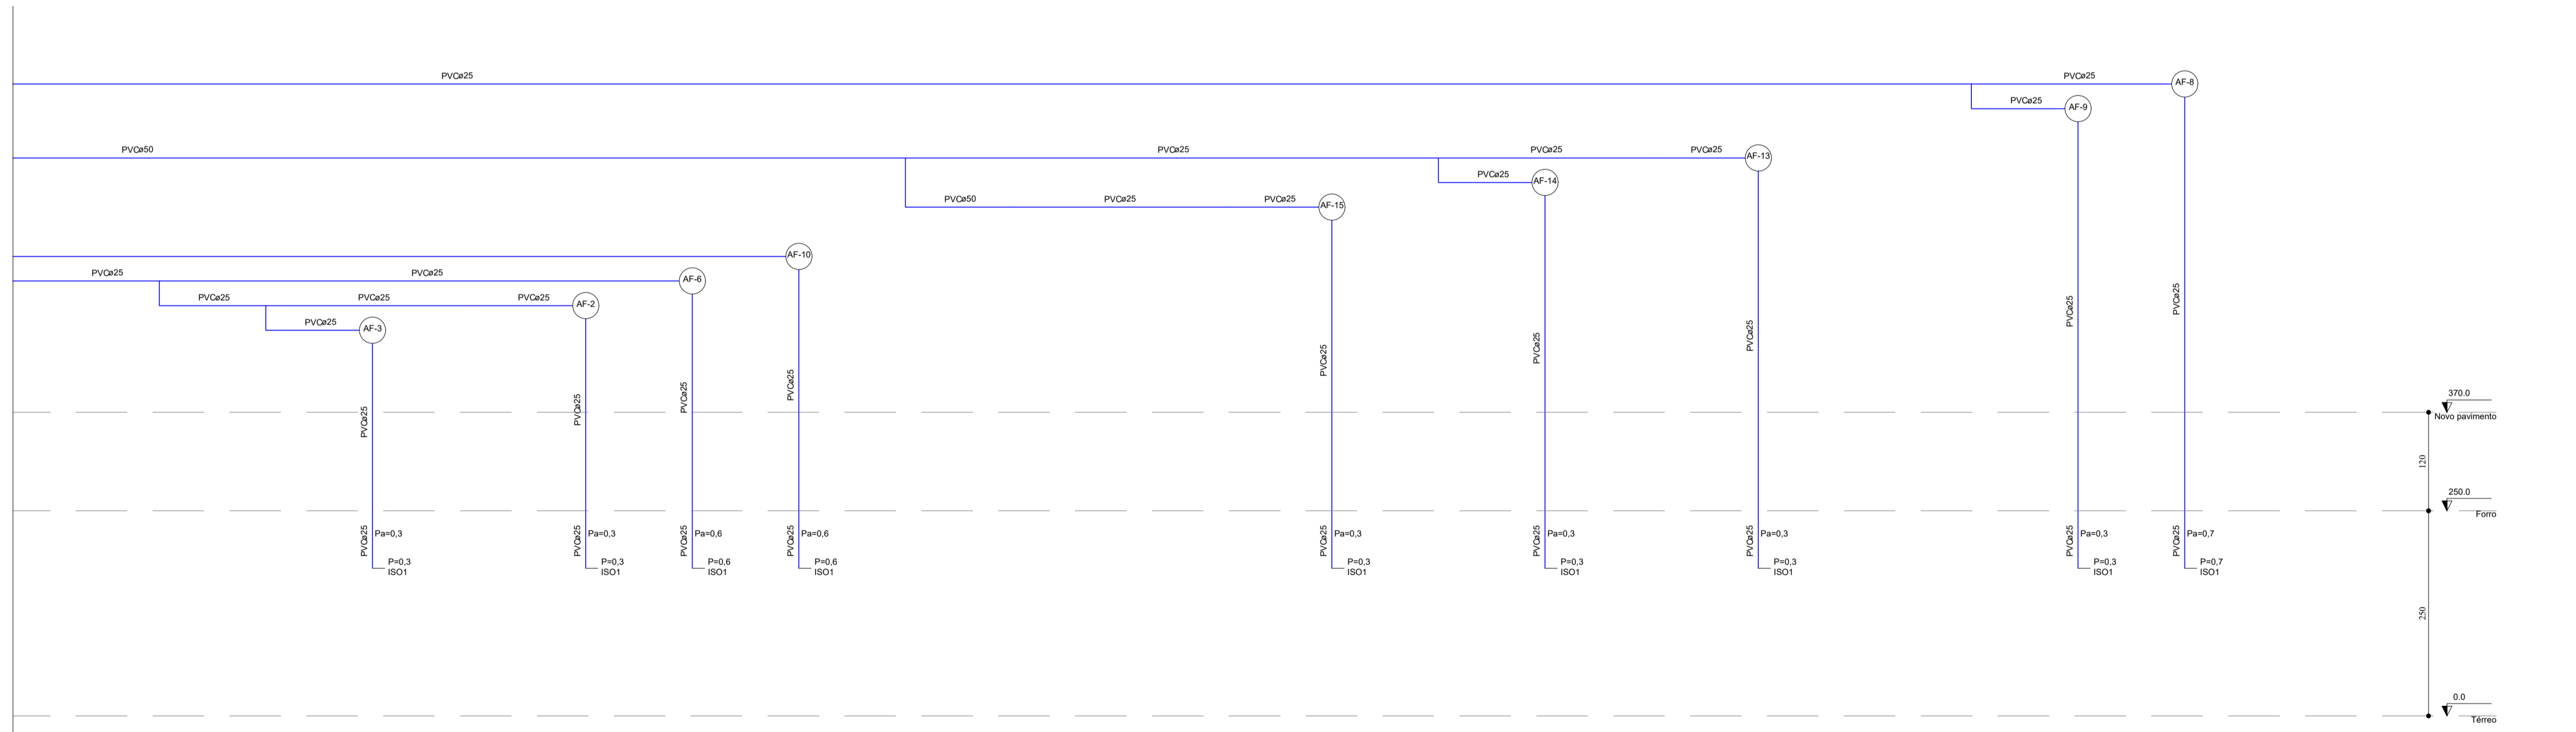 PVCø25
PVCø25
AF-8
PVCø25
AF-9
PVCø50
PVCø25
PVCø25
PVCø25
AF-13
PVCø25
AF-14
PVCø50
PVCø25
PVCø25
AF-15
AF-10
PVCø25
PVCø25
AF-6
PVCø25
PVCø25
PVCø25
AF-2
PVCø25
AF-3
PVCø25
PVCø25
PVCø25
PVCø25
PVCø25
PVCø25
PVCø25
PVCø25
PVCø25
370.0
Novo pavimento
120
250.0
Forro
PVCø25
Pa=0,3
PVCø25
Pa=0,3
PVCø25
Pa=0,6
PVCø25
Pa=0,6
PVCø25
Pa=0,3
PVCø25
Pa=0,3
PVCø25
Pa=0,3
PVCø25
Pa=0,3
PVCø25
Pa=0,7
P=0,3
ISO1
P=0,3
ISO1
P=0,6
ISO1
P=0,6
ISO1
P=0,3
ISO1
P=0,3
ISO1
P=0,3
ISO1
P=0,3
ISO1
P=0,7
ISO1
250
0.0
Térreo